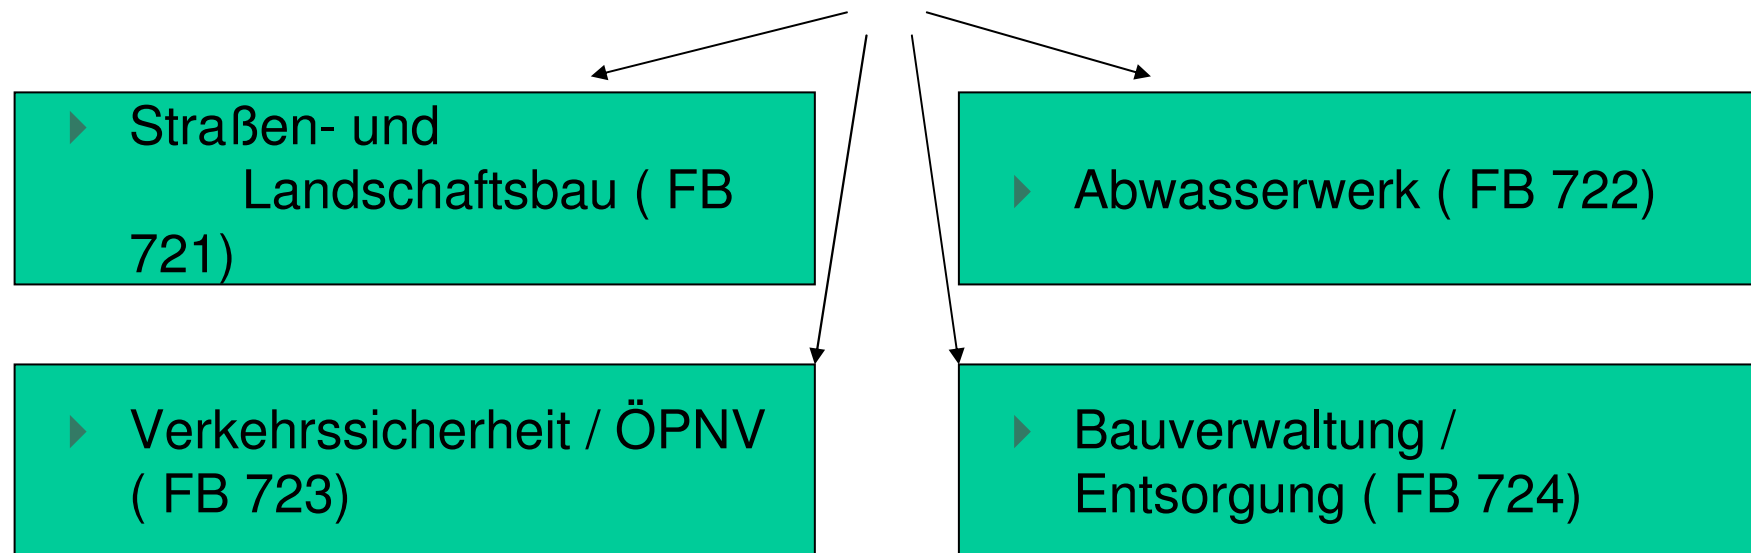 Straßen- und
Landschaftsbau ( FB
721)
Abwasserwerk ( FB 722)
Verkehrssicherheit / ÖPNV
( FB 723)
Bauverwaltung /
Entsorgung ( FB 724)